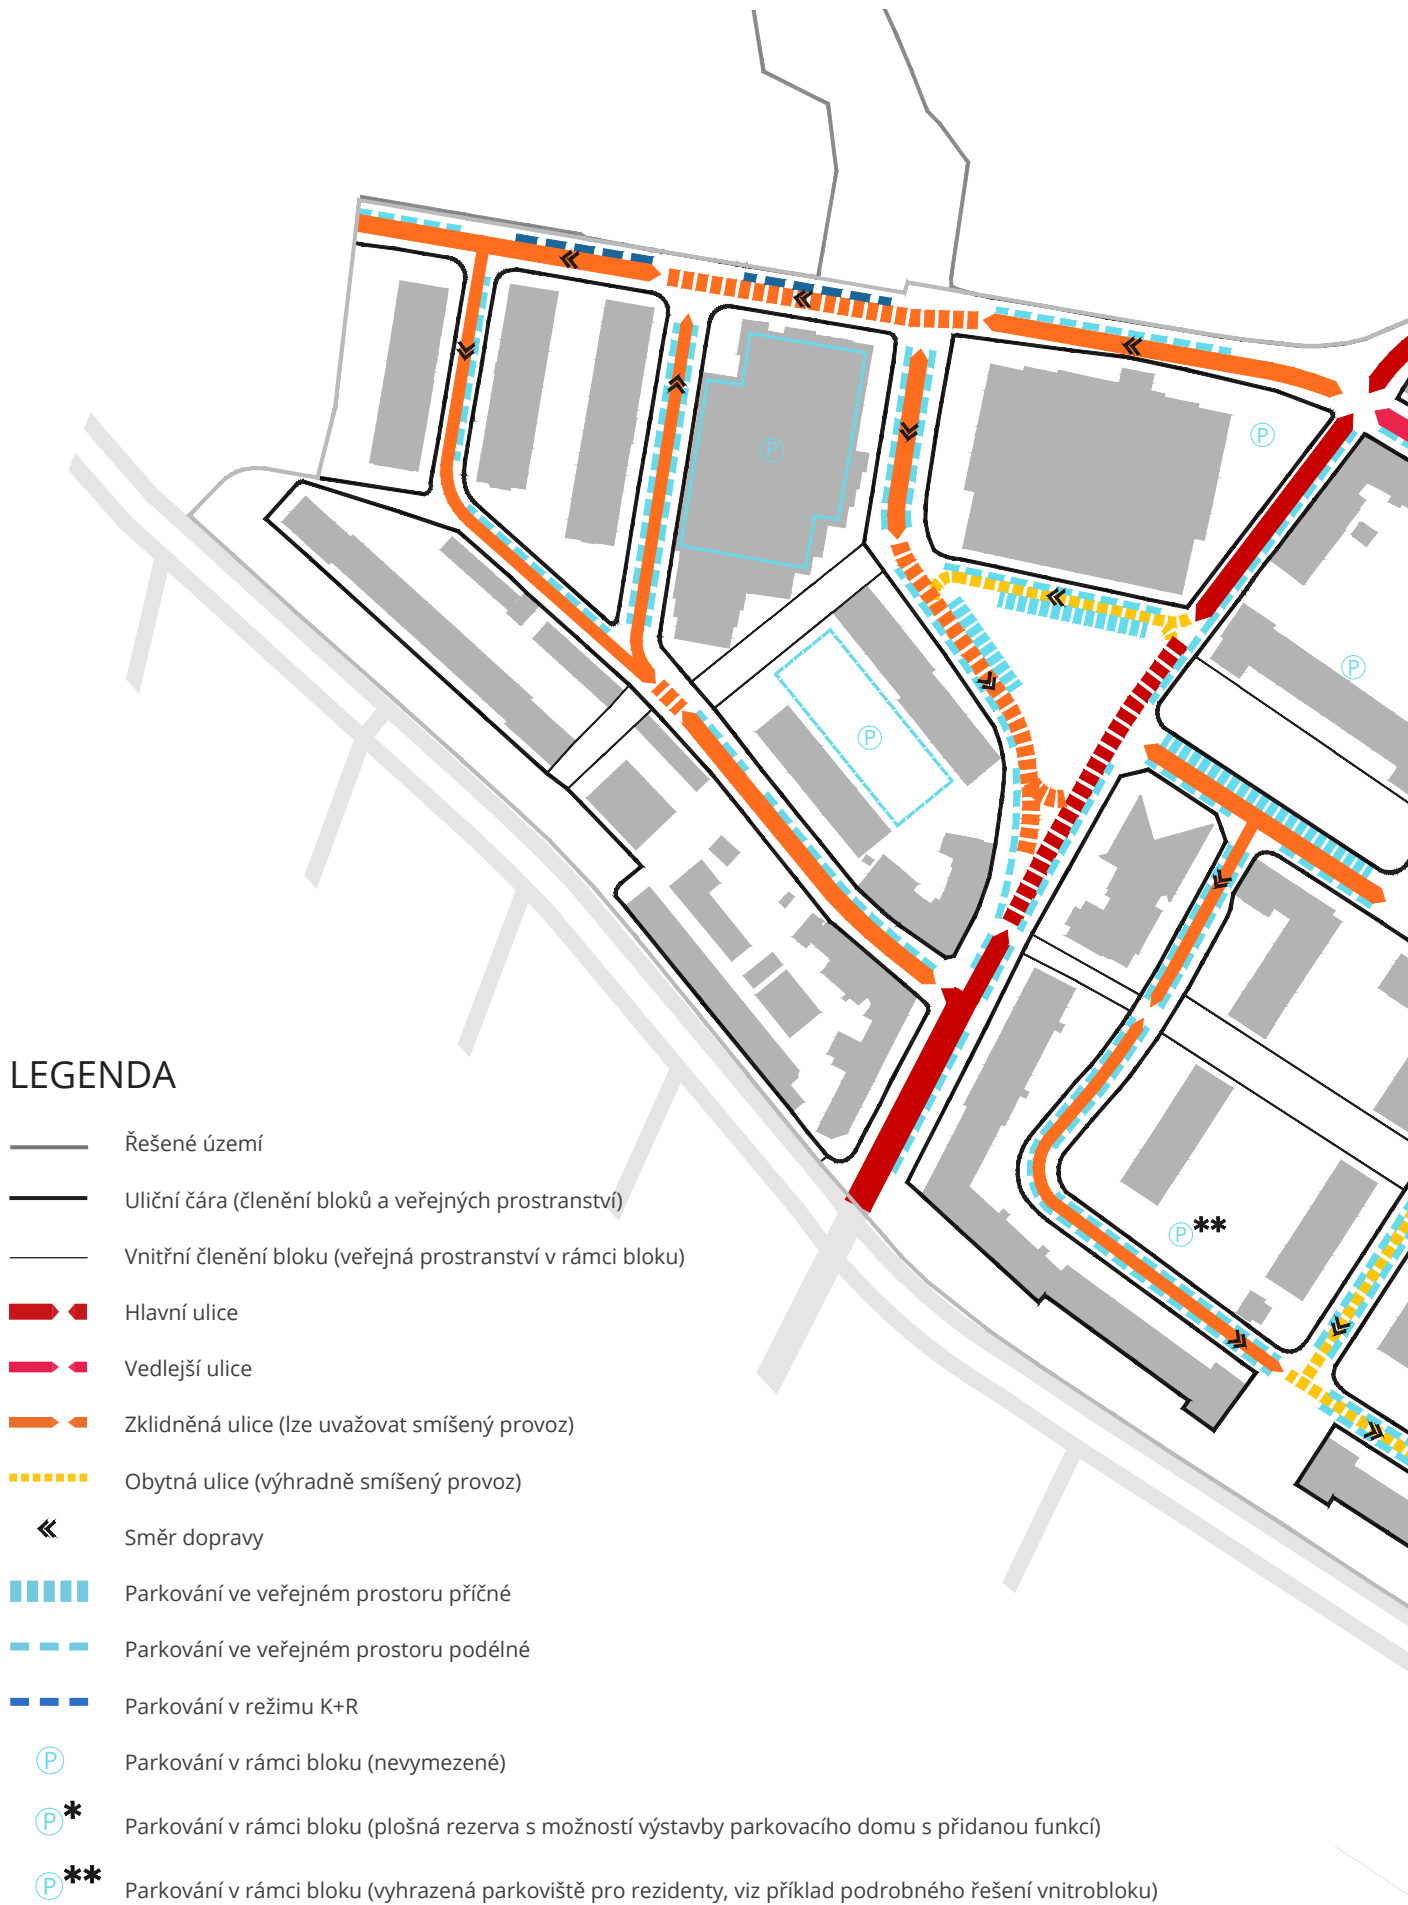 P
P
P
P
P**
LEGENDA
Řešené území
Uliční čára (členění bloků a veřejných prostranství)
Vnitřní členění bloku (veřejná prostranství v rámci bloku)
Hlavní ulice
Vedlejší ulice
Zklidněná ulice (lze uvažovat smíšený provoz)
Obytná ulice (výhradně smíšený provoz)
Směr dopravy
Parkování ve veřejném prostoru příčné
Parkování ve veřejném prostoru podélné
Parkování v režimu K+R
P Parkování v rámci bloku (nevymezené)
P* Parkování v rámci bloku (plošná rezerva s možností výstavby parkovacího domu s přidanou funkcí)
P** Parkování v rámci bloku (vyhrazená parkoviště pro rezidenty, viz příklad podrobného řešení vnitrobloku)